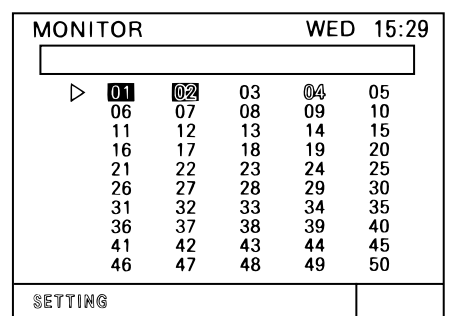 MONITOR WED 15:29
01 02 03 04 05
06 07 08 09 10
11 12 13 14 15
16 17 18 19 20
21 22 23 24 25
26 27 28 29 30
31 32 33 34 35
36 37 38 39 40
41 42 43 44 45
46 47 48 49 50
SETTING